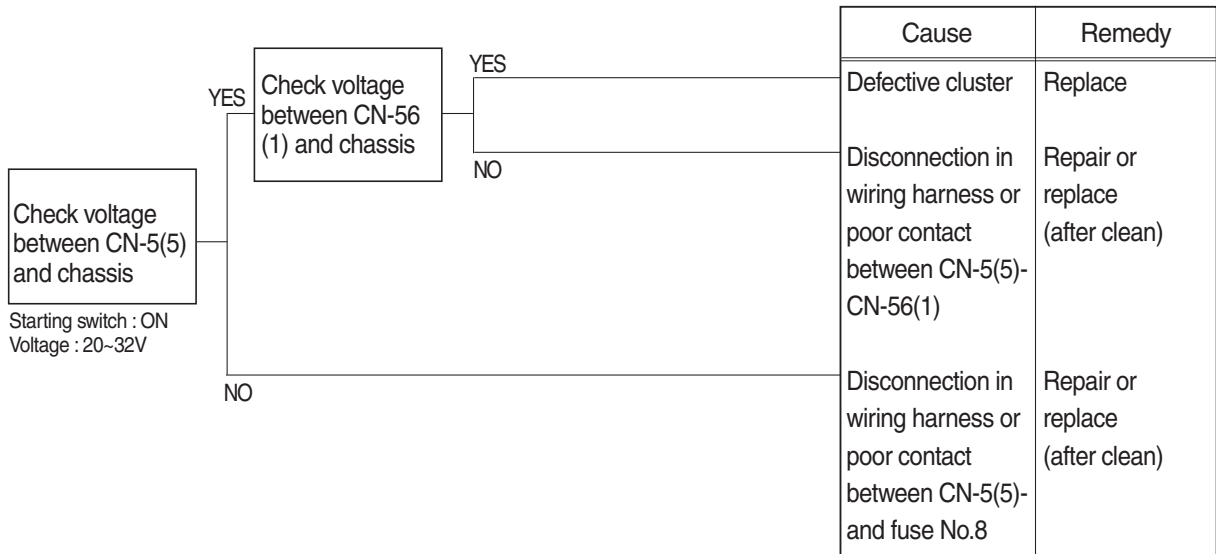 Check voltage
between CN-5(5)
and chassis
Starting switch : ON
Voltage : 20~32V
YES
NO
Check voltage
between CN-56
(1) and chassis
YES
NO
Cause
Remedy
Defective cluster
Replace
Disconnection in
wiring harness or
poor contact
between CN-5(5)-
CN-56(1)
Repair or
replace
(after clean)
Disconnection in
wiring harness or
poor contact
between CN-5(5)-
and fuse No.8
Repair or
replace
(after clean)